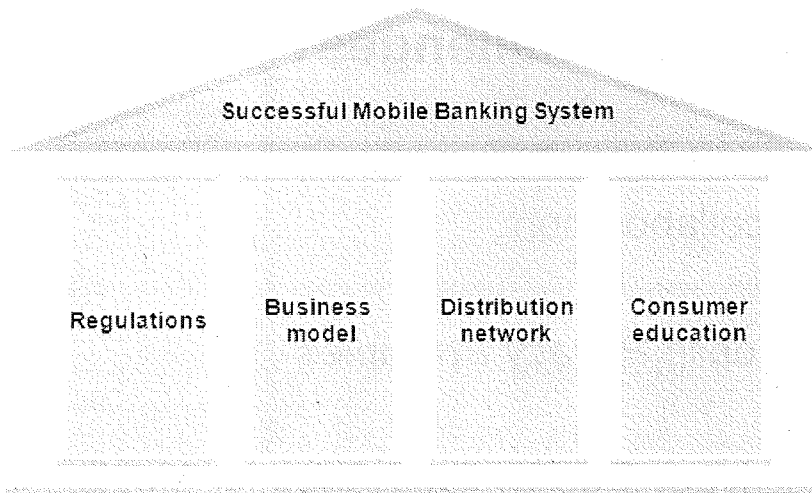 Successful Mobile Banking System
Regulations
Business
model
Distribution
network
Consumer
education